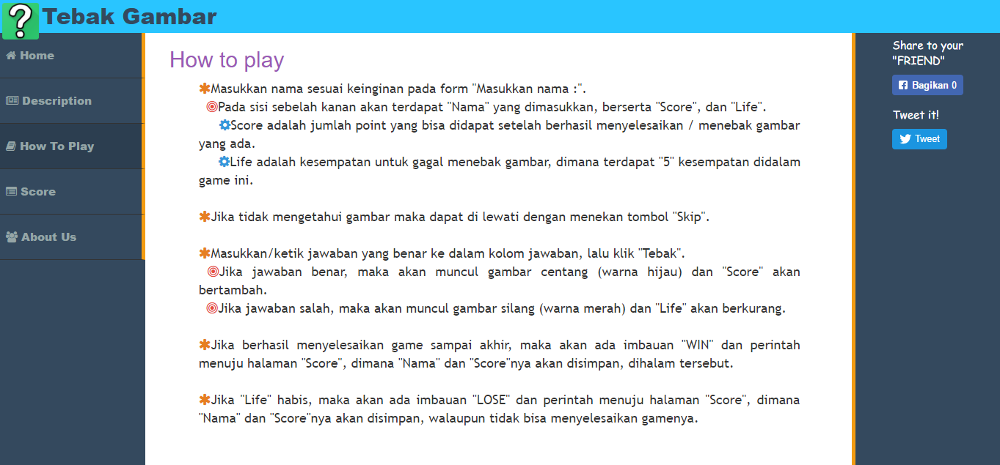 Tebak Gambar
Home
Description
How To Play
Score
About Us
How to play
Masukkan nama sesuai keinginan pada form "Masukkan nama :".
Pada sisi sebelah kanan akan terdapat "Nama" yang dimasukkan, berserta "Score", dan "Life".
Score adalah jumlah point yang bisa didapat setelah berhasil menyelesaikan / menebak gambar
yang ada.
Life adalah kesempatan untuk gagal menebak gambar, dimana terdapat "5" kesempatan didalam
game ini.
Jika tidak mengetahui gambar maka dapat di lewati dengan menekan tombol "Skip".
Masukkan/ketik jawaban yang benar ke dalam kolom jawaban, lalu klik "Tebak".
Jika jawaban benar, maka akan muncul gambar centang (warna hijau) dan "Score" akan
bertambah.
Jika jawaban salah, maka akan muncul gambar silang (warna merah) dan "Life" akan berkurang.
Jika berhasil menyelesaikan game sampai akhir, maka akan ada imbauan "WIN" dan perintah
menuju halaman "Score", dimana "Nama" dan "Score"nya akan disimpan, dihalam tersebut.
Jika "Life" habis, maka akan ada imbauan "LOSE" dan perintah menuju halaman "Score", dimana
"Nama" dan "Score"nya akan disimpan, walaupun tidak bisa menyelesaikan gamenya.
Share to your
"FRIEND"
Bagikan 0
Tweet it!
Tweet